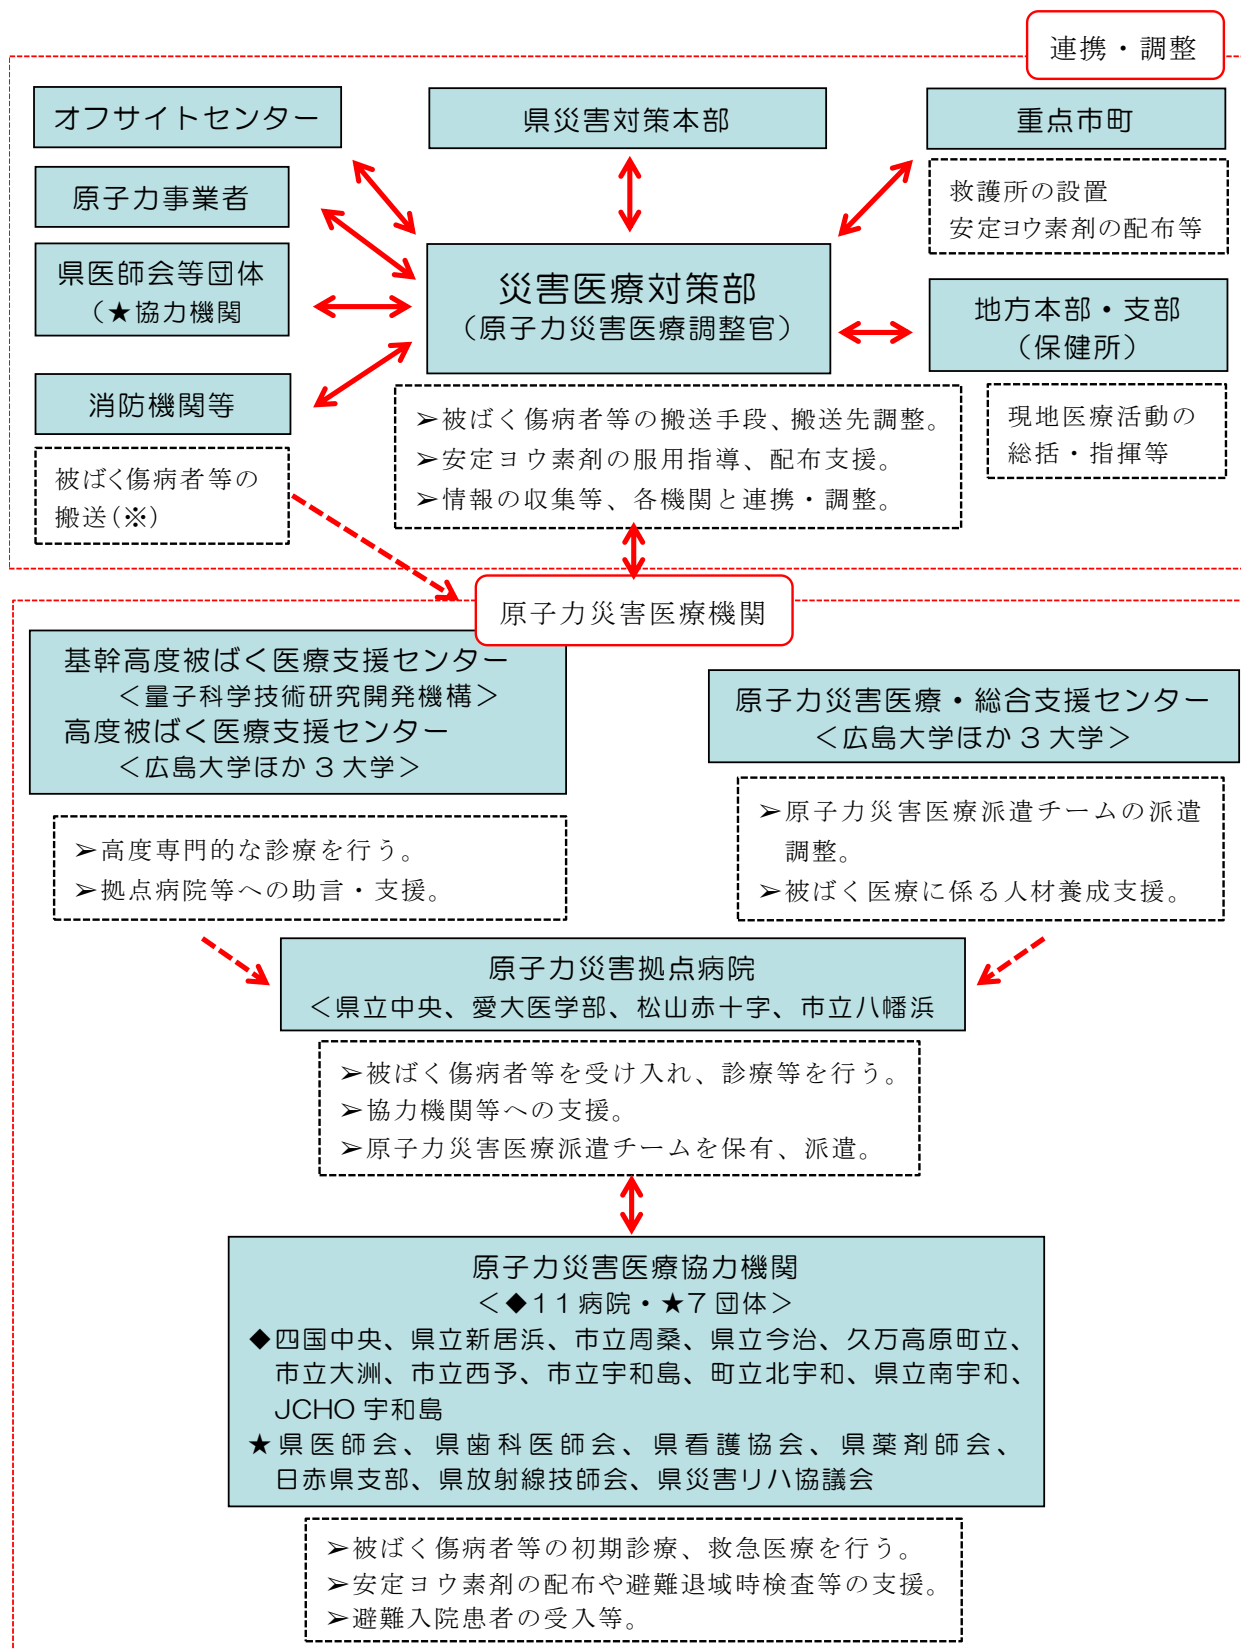 連携・調整
オフサイトセンター
県災害対策本部
重点市町
原子力事業者
救護所の設置
安定ヨウ素剤の配布等
県医師会等団体
（★協力機関
災害医療対策部
（原子力災害医療調整官）
地方本部・支部
（保健所）
消防機関等
➢被ばく傷病者等の搬送手段、搬送先調整。
➢安定ヨウ素剤の服用指導、配布支援。
➢情報の収集等、各機関と連携・調整。
現地医療活動の
総括・指揮等
被ばく傷病者等の
搬送(※)
原子力災害医療機関
基幹高度被ばく医療支援センター
＜量子科学技術研究開発機構＞
高度被ばく医療支援センター
＜広島大学ほか３大学＞
原子力災害医療・総合支援センター
＜広島大学ほか３大学＞
➢高度専門的な診療を行う。
➢拠点病院等への助言・支援。
➢原子力災害医療派遣チームの派遣
調整。
➢被ばく医療に係る人材養成支援。
原子力災害拠点病院
＜県立中央、愛大医学部、松山赤十字、市立八幡浜
➢被ばく傷病者等を受け入れ、診療等を行う。
➢協力機関等への支援。
➢原子力災害医療派遣チームを保有、派遣。
原子力災害医療協力機関
＜◆１１病院・★７団体＞
◆四国中央、県立新居浜、市立周桑、県立今治、久万高原町立、
市立大洲、市立西予、市立宇和島、町立北宇和、県立南宇和、
JCHO 宇和島
★県医師会、県歯科医師会、県看護協会、県薬剤師会、
日赤県支部、県放射線技師会、県災害リハ協議会
➢被ばく傷病者等の初期診療、救急医療を行う。
➢安定ヨウ素剤の配布や避難退域時検査等の支援。
➢避難入院患者の受入等。